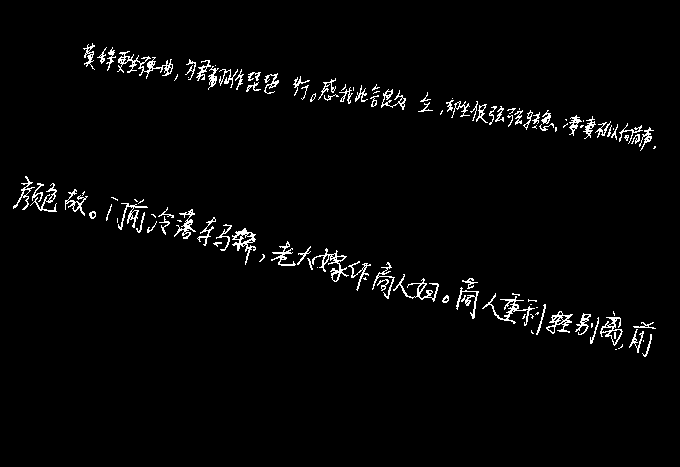 莫辞更坐弹曲，为君翻作琵琶 行。感我此言良久 立，却坐促弦弦转急。凄凄不似向前声，
颜色故。门前冷落车马稀，老大嫁作商人妇。商人重利轻别离，前